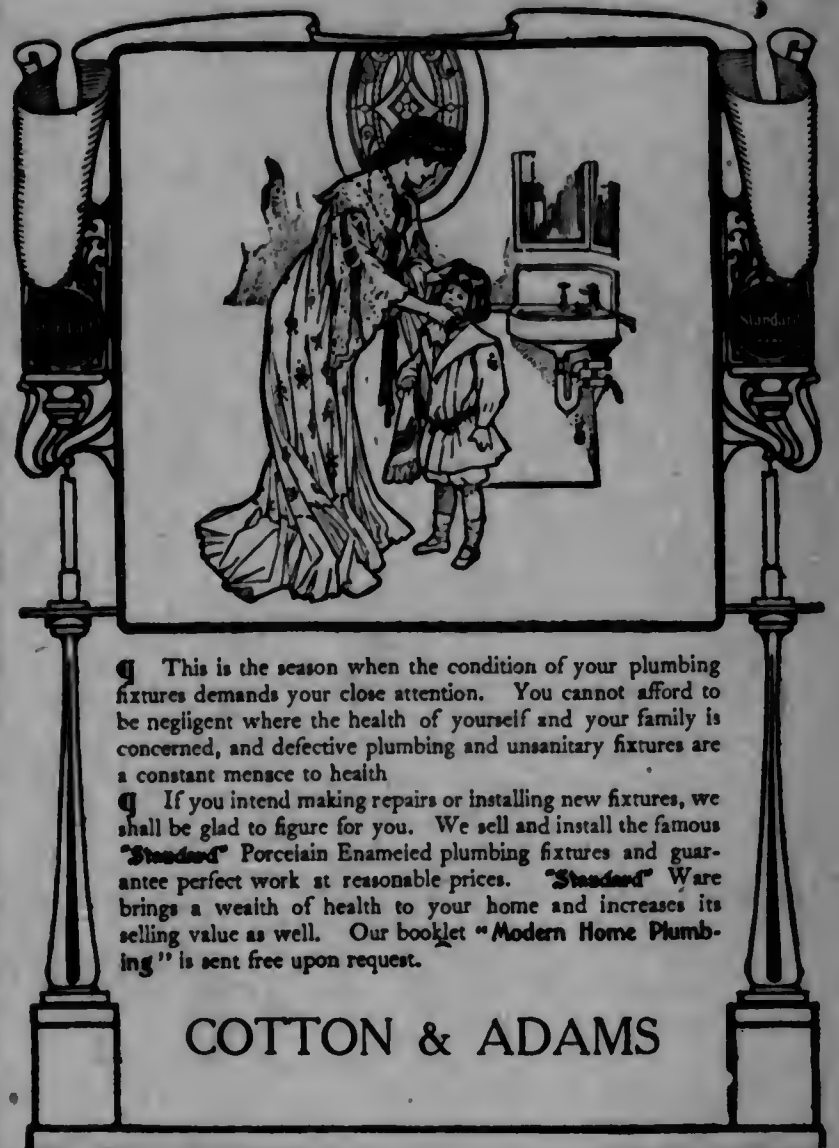 Standard
¶ This is the season when the condition of your plumbing
fixtures demands your close attention. You cannot afford to
be negligent where the health of yourself and your family is
concerned, and defective plumbing and unsanitary fixtures are
a constant menace to health
¶ If you intend making repairs or installing new fixtures, we
shall be glad to figure for you. We sell and install the famous
"Standard" Porcelain Enameled plumbing fixtures and guar-
antee perfect work at reasonable prices. "Standard" Ware
brings a wealth of health to your home and increases its
selling value as well. Our booklet "Modern Home Plumb-
ing" is sent free upon request.
COTTON & ADAMS